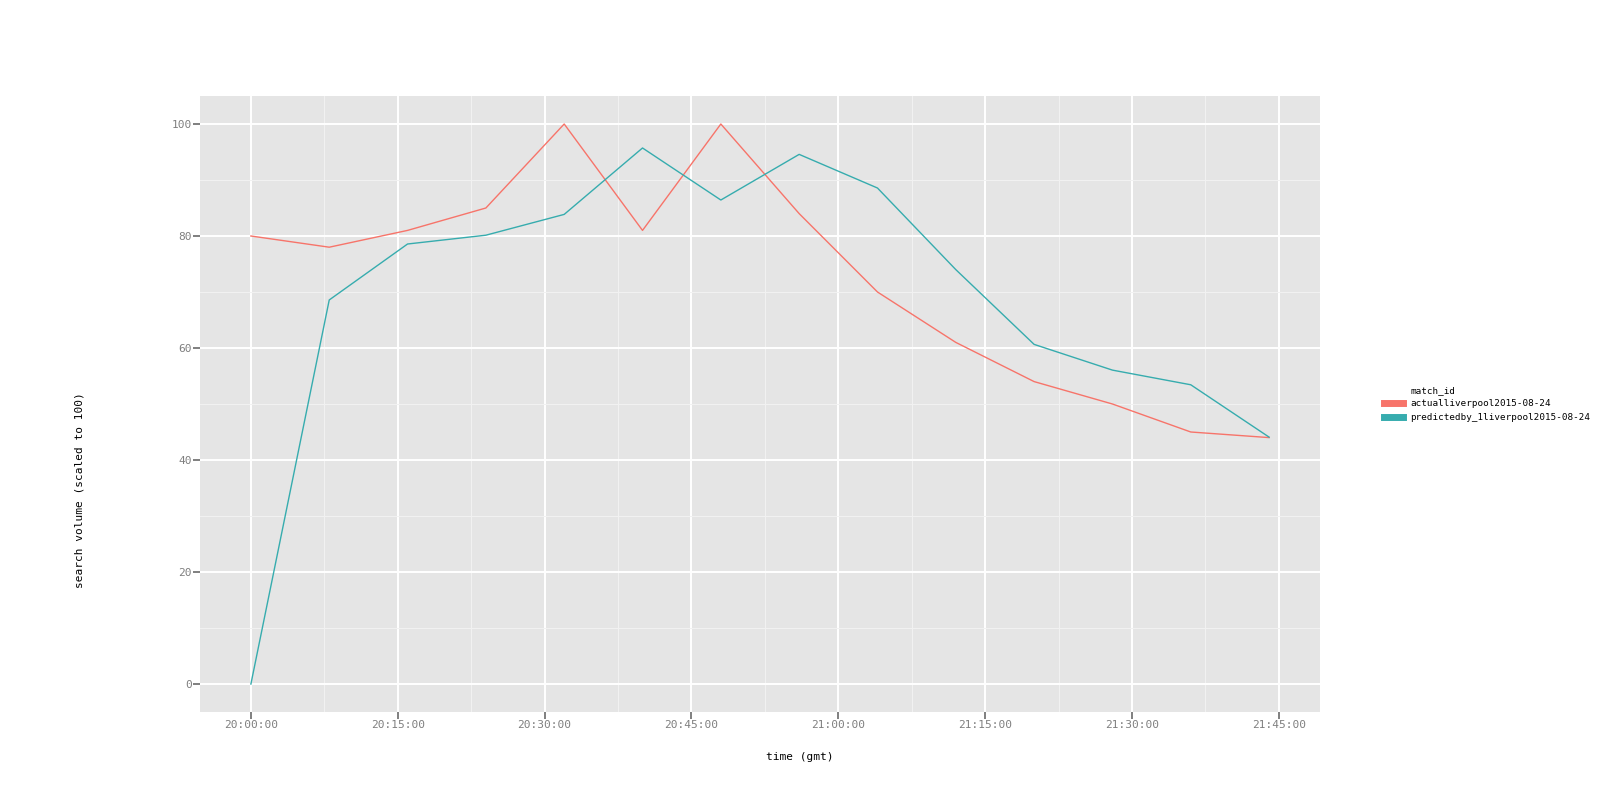 100
80
60
40
20
0
search volume (scaled to 100)
20:00:00 20:15:00 20:30:00 20:45:00 21:00:00 21:15:00 21:30:00 21:45:00
time (gmt)
match_id
actualliverpool2015-08-24
predictedby_1liverpool2015-08-24